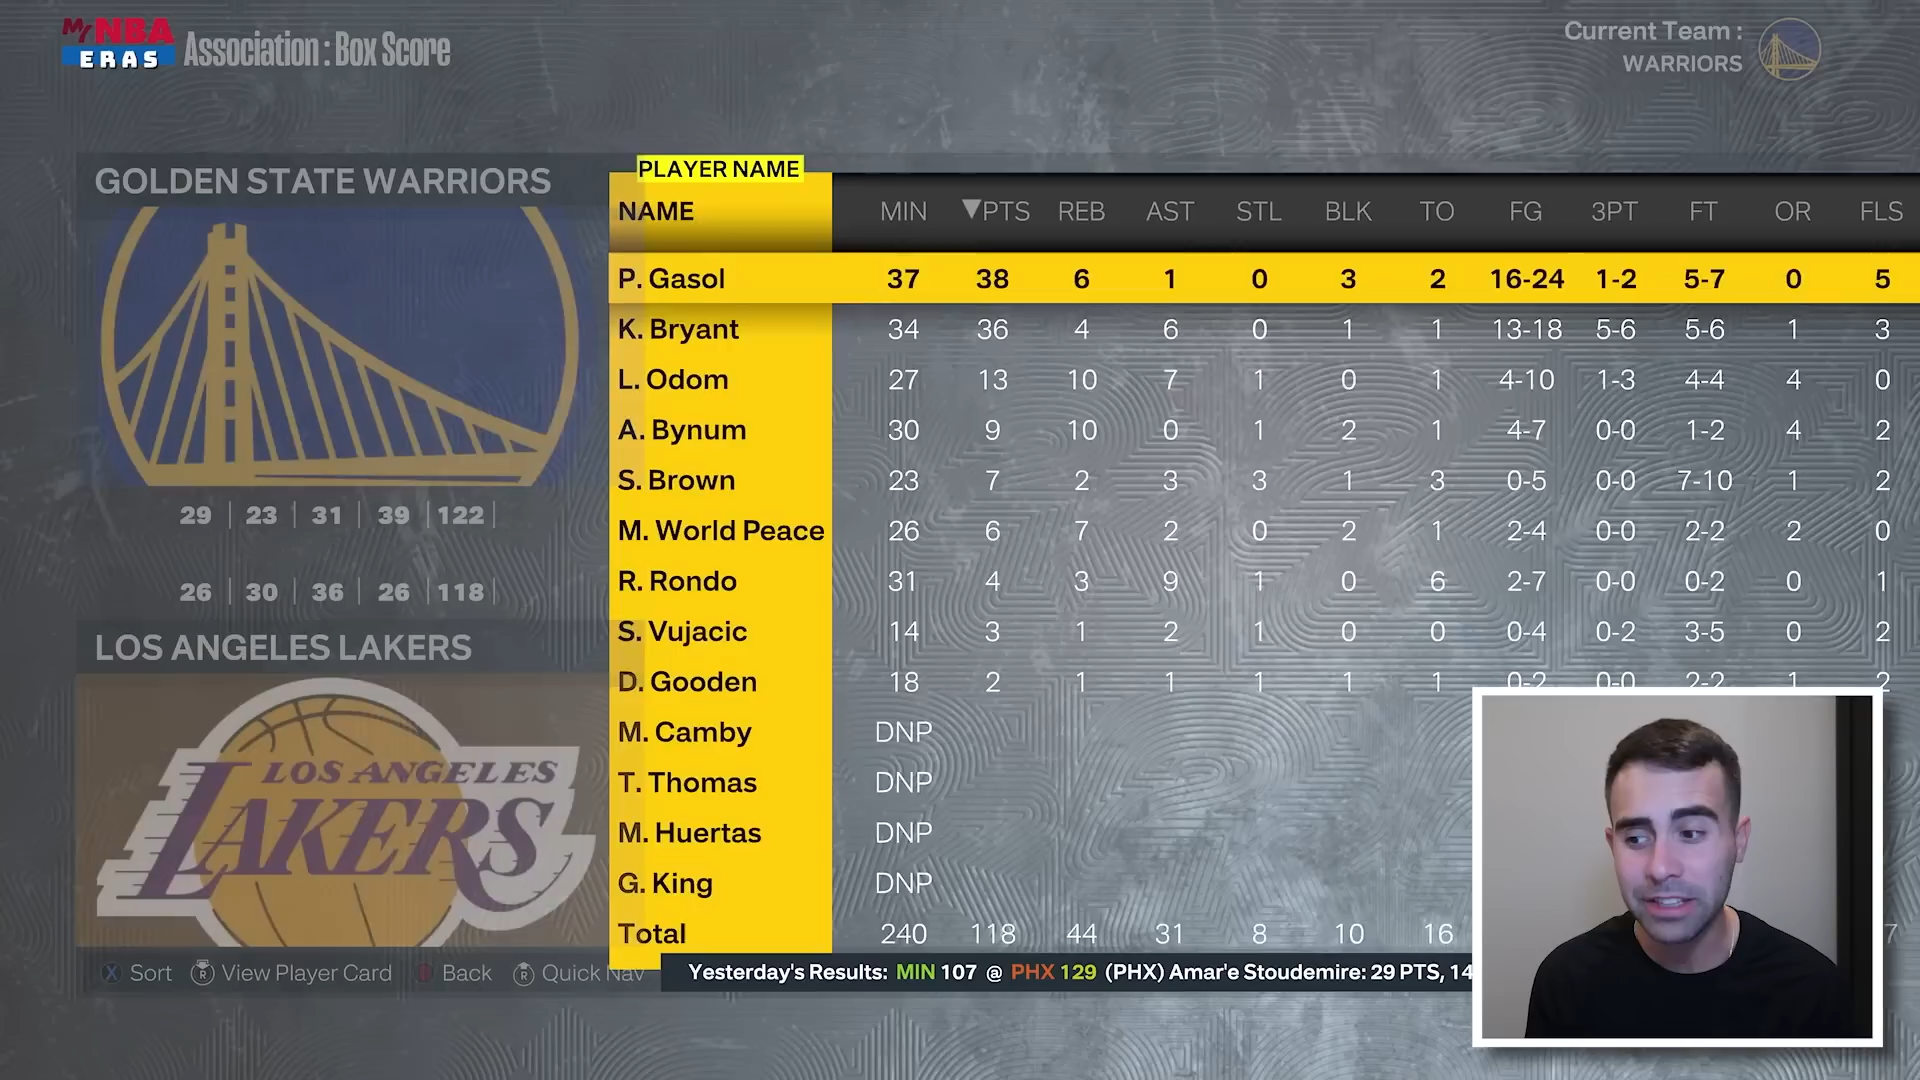 My NBA
ERAS
Association : Box Score
Current Team :
WARRIORS
GOLDEN STATE WARRIORS
29 | 23 | 31 | 39 | 122 |
26 | 30 | 36 | 26 | 118 |
LOS ANGELES LAKERS
LOS ANGELES
LAKERS
PLAYER NAME
NAME MIN ▼PTS REB AST STL BLK TO FG 3PT FT OR FLS
P. Gasol 37 38 6 1 0 3 2 16-24 1-2 5-7 0 5
K. Bryant 34 36 4 6 0 1 1 13-18 5-6 5-6 1 3
L. Odom 27 13 10 7 1 0 1 4-10 1-3 4-4 4 0
A. Bynum 30 9 10 0 1 2 1 4-7 0-0 1-2 4 2
S. Brown 23 7 2 3 3 1 3 0-5 0-0 7-10 1 2
M. World Peace 26 6 7 2 0 2 1 2-4 0-0 2-2 2 0
R. Rondo 31 4 3 9 1 0 6 2-7 0-0 0-2 0 1
S. Vujacic 14 3 1 2 1 0 0 0-4 0-2 3-5 0 2
D. Gooden 18 2 1 1 1 1 1 0-2 0-0 2-2 1 2
M. Camby DNP
T. Thomas DNP
M. Huertas DNP
G. King DNP
Total 240 118 44 31 8 10 16 7
X Sort R View Player Card Back R Quick Nav
Yesterday's Results: MIN 107 @ PHX 129 (PHX) Amar'e Stoudemire: 29 PTS, 14